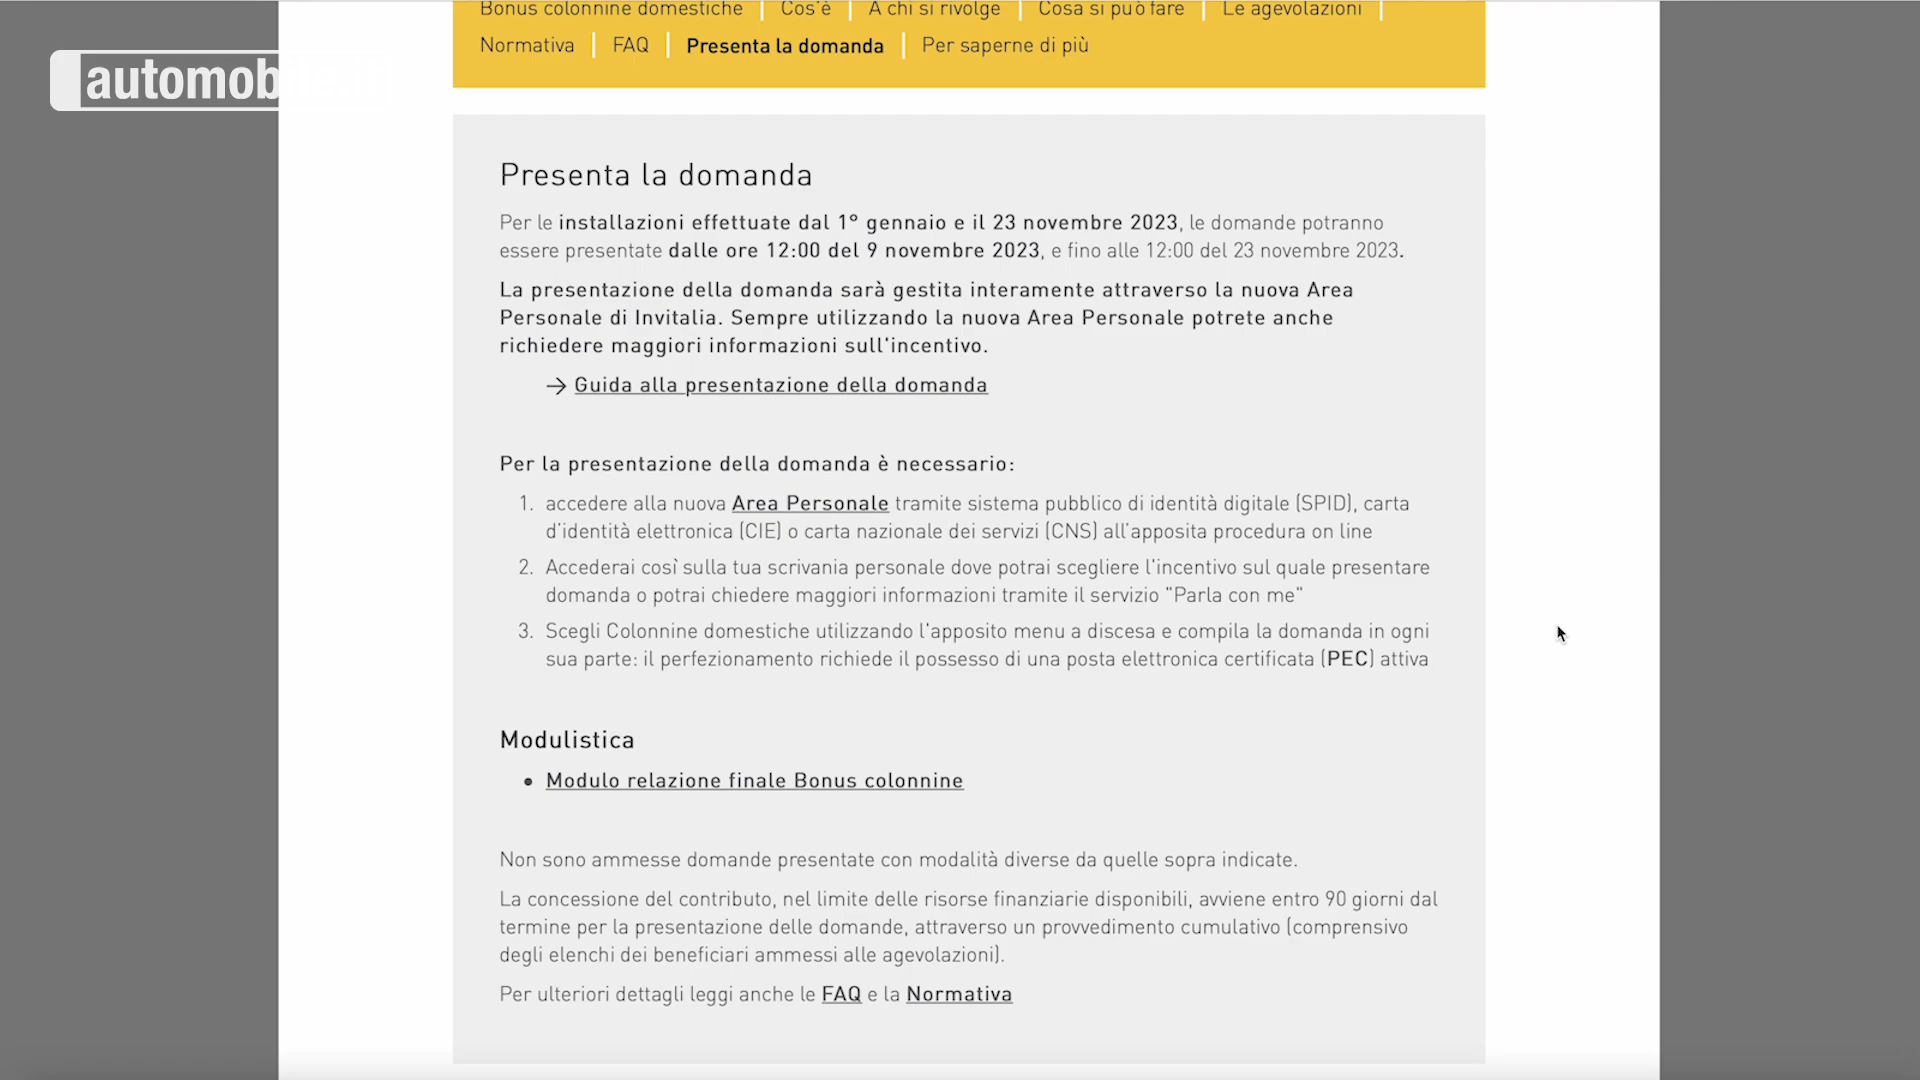 Bonus colonnine domestiche | Cos'è | A chi si rivolge | Cosa si può fare | Le agevolazioni |
Normativa | FAQ | Presenta la domanda | Per saperne di più
automobile.it
Presenta la domanda
Per le installazioni effettuate dal 1° gennaio e il 23 novembre 2023, le domande potranno
essere presentate dalle ore 12:00 del 9 novembre 2023, e fino alle 12:00 del 23 novembre 2023.
La presentazione della domanda sarà gestita interamente attraverso la nuova Area
Personale di Invitalia. Sempre utilizzando la nuova Area Personale potrete anche
richiedere maggiori informazioni sull'incentivo.
→ Guida alla presentazione della domanda
Per la presentazione della domanda è necessario:
1. accedere alla nuova Area Personale tramite sistema pubblico di identità digitale (SPID), carta
d'identità elettronica (CIE) o carta nazionale dei servizi (CNS) all'apposita procedura on line
2. Accederai così sulla tua scrivania personale dove potrai scegliere l'incentivo sul quale presentare
domanda o potrai chiedere maggiori informazioni tramite il servizio "Parla con me"
3. Scegli Colonnine domestiche utilizzando l'apposito menu a discesa e compila la domanda in ogni
sua parte: il perfezionamento richiede il possesso di una posta elettronica certificata (PEC) attiva
Modulistica
• Modulo relazione finale Bonus colonnine
Non sono ammesse domande presentate con modalità diverse da quelle sopra indicate.
La concessione del contributo, nel limite delle risorse finanziarie disponibili, avviene entro 90 giorni dal
termine per la presentazione delle domande, attraverso un provvedimento cumulativo (comprensivo
degli elenchi dei beneficiari ammessi alle agevolazioni).
Per ulteriori dettagli leggi anche le FAQ e la Normativa